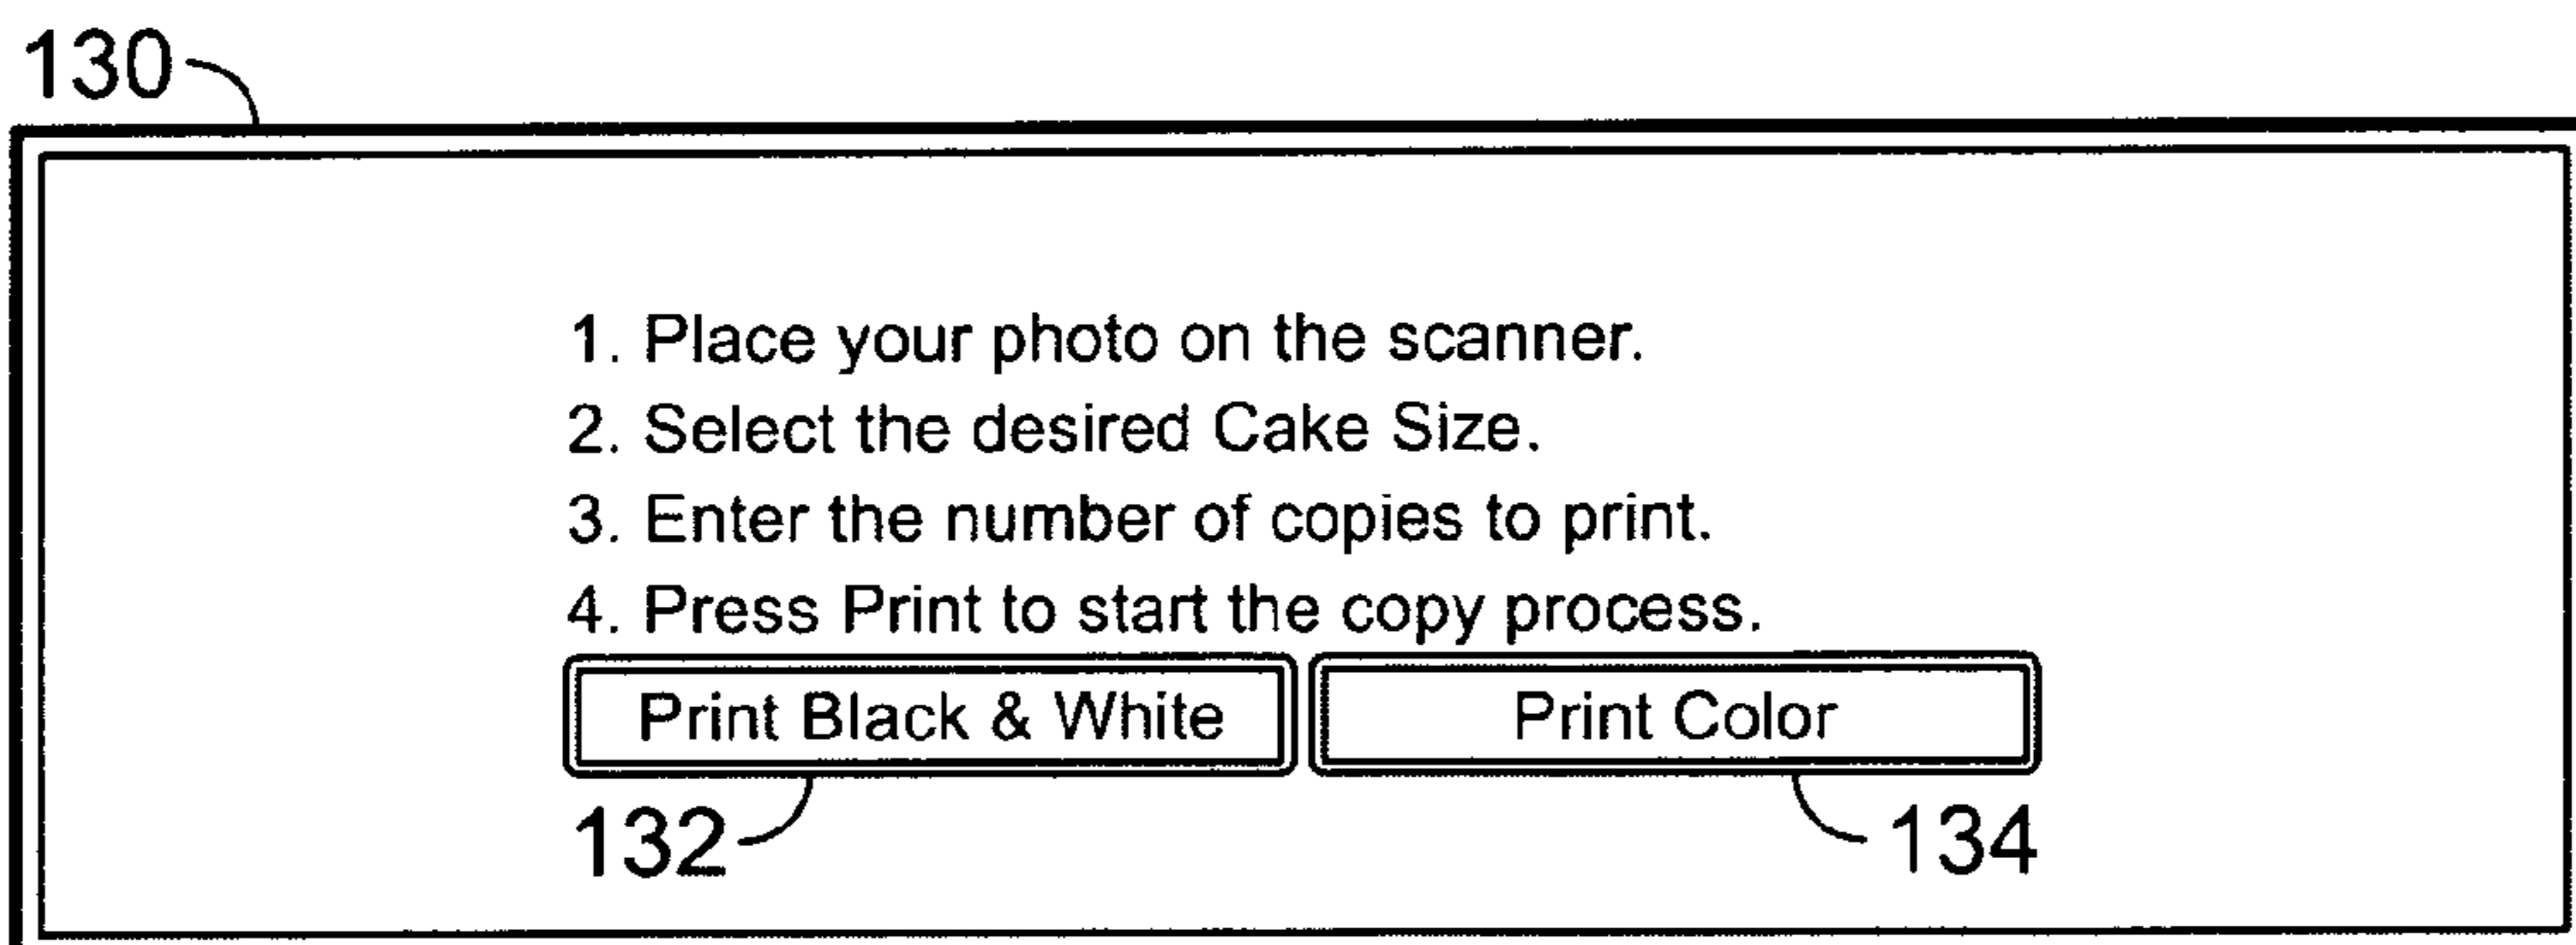 130
1. Place your photo on the scanner.
2. Select the desired Cake Size.
3. Enter the number of copies to print.
4. Press Print to start the copy process.
Print Black & White Print Color
132 134